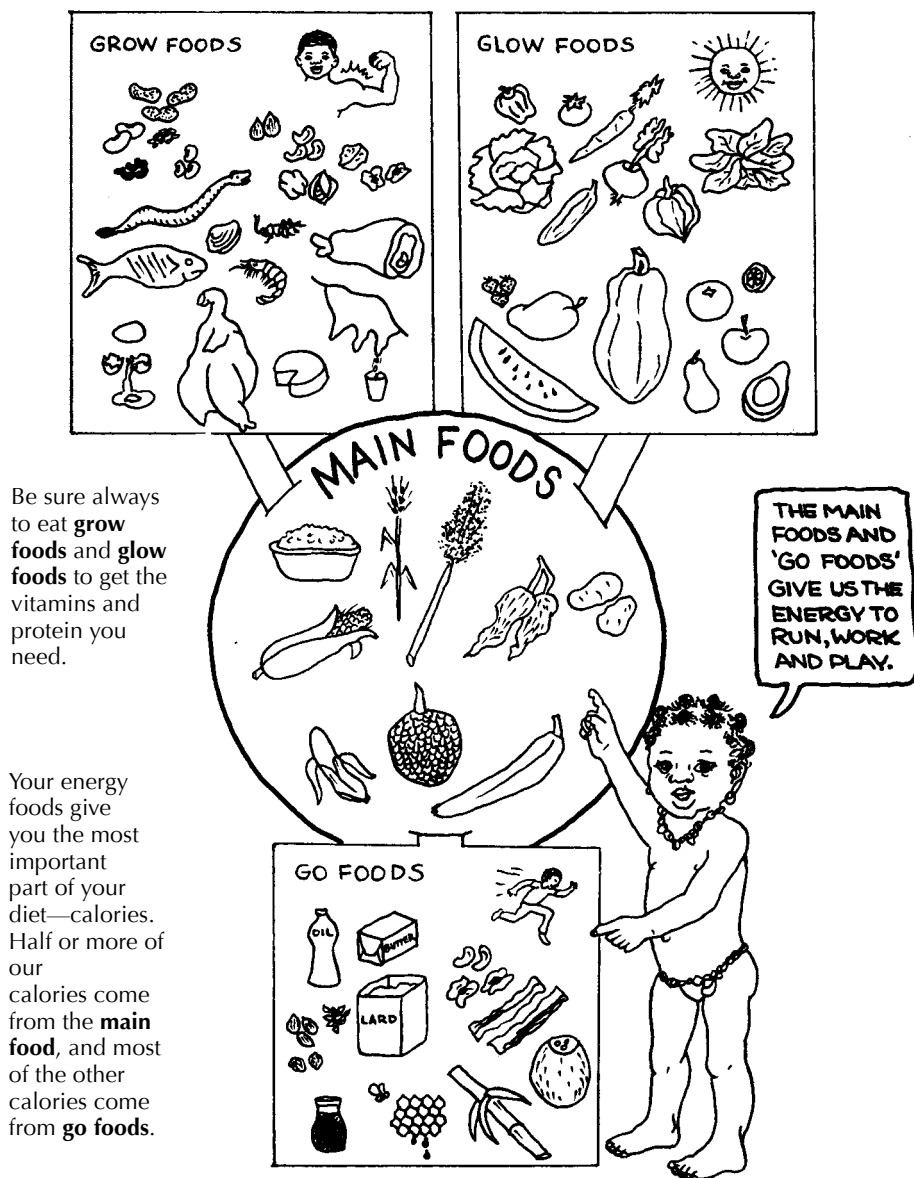 GROW FOODS
GLOW FOODS
MAIN FOODS
Be sure always
to eat grow
foods and glow
foods to get the
vitamins and
protein you
need.
THE MAIN
FOODS AND
'GO FOODS'
GIVE US THE
ENERGY TO
RUN, WORK
AND PLAY.
Your energy
foods give
you the most
important
part of your
diet—calories.
Half or more of
our
calories come
from the main
food, and most
of the other
calories come
from go foods.
GO FOODS
OIL
BUTTER
LARD